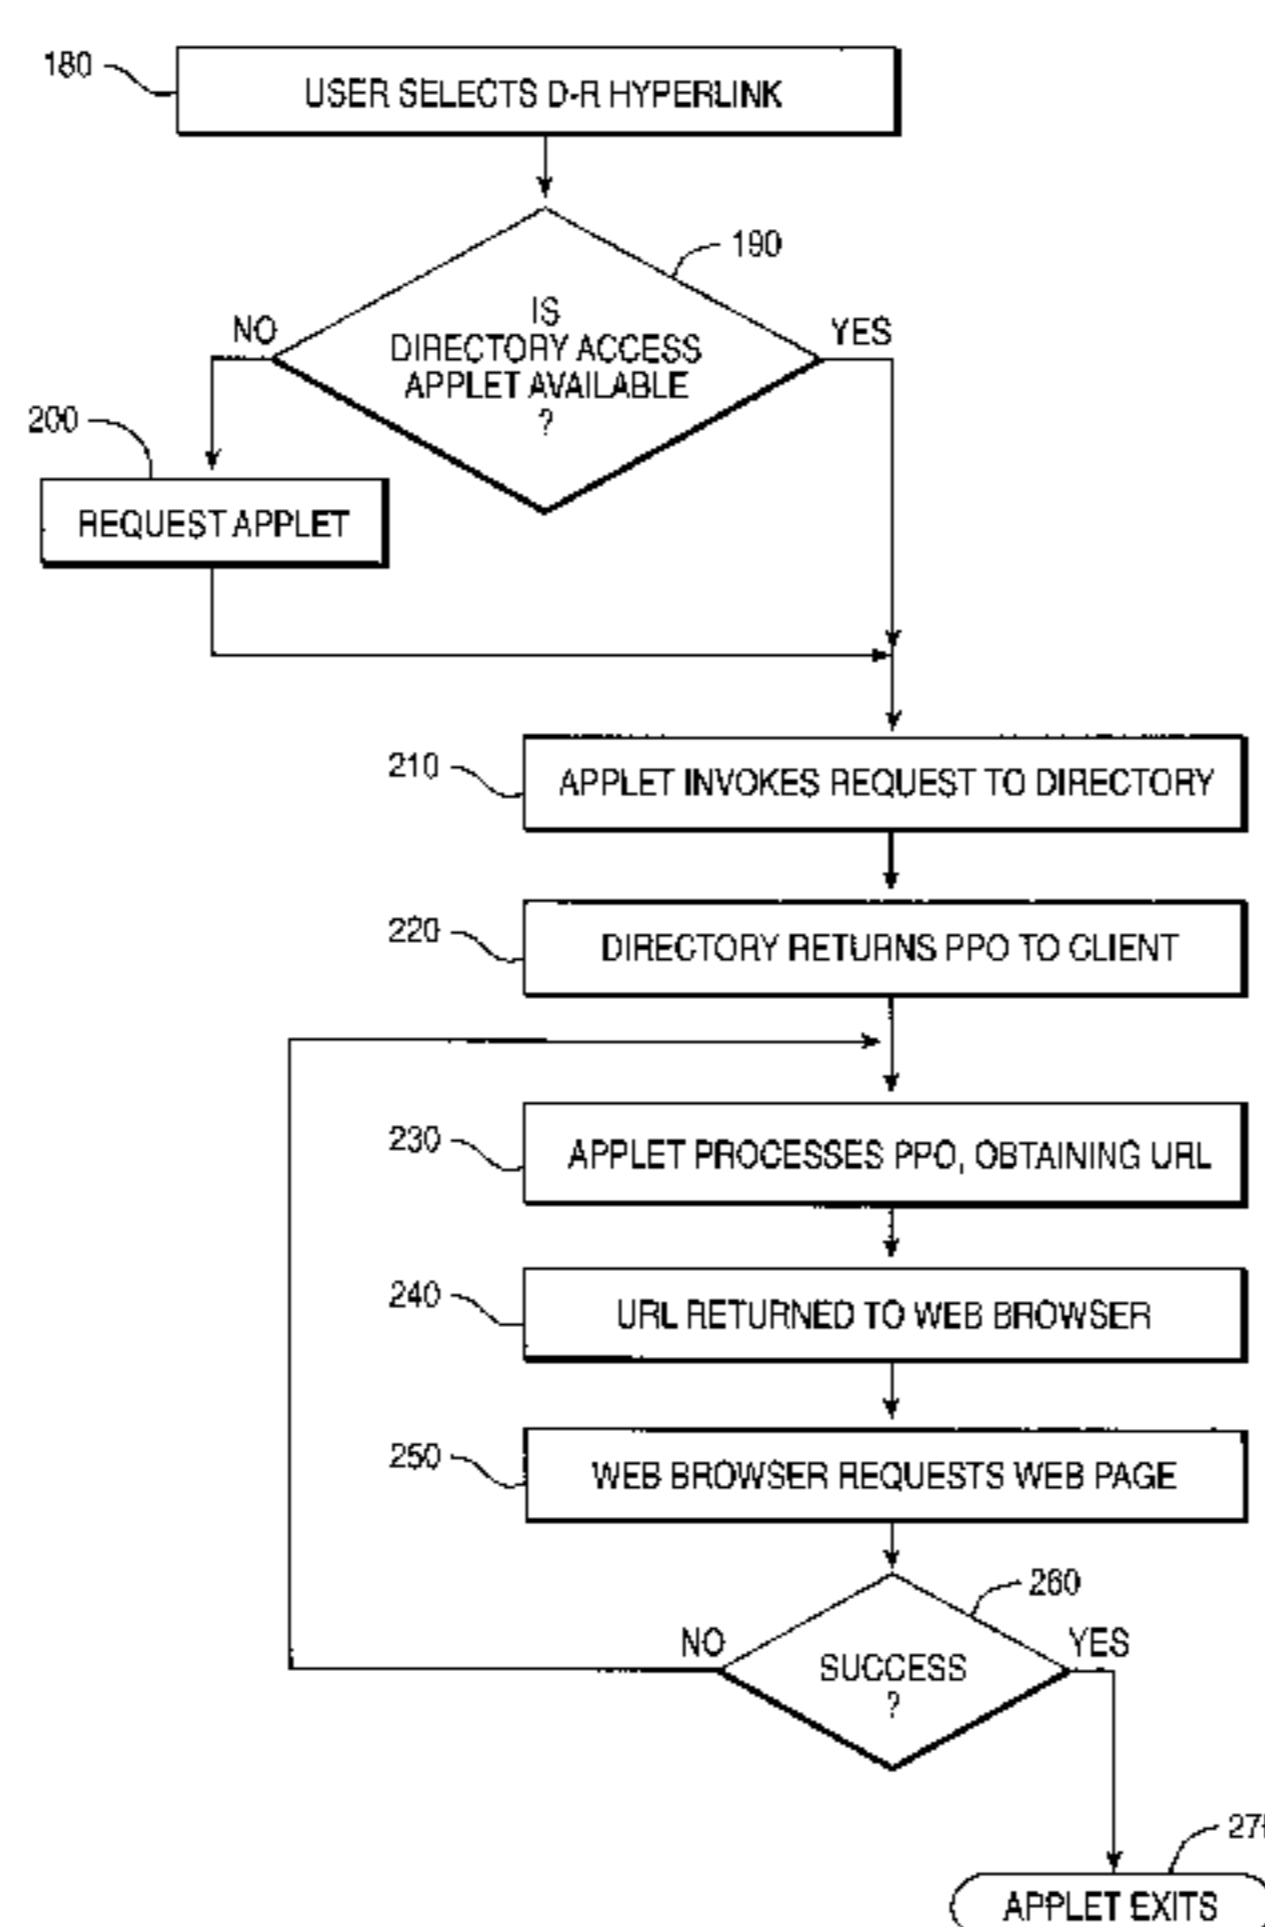 180
USER SELECTS D-R HYPERLINK
190
IS
DIRECTORY ACCESS
APPLET AVAILABLE
?
NO
YES
200
REQUEST APPLET
210
APPLET INVOKES REQUEST TO DIRECTORY
220
DIRECTORY RETURNS PPO TO CLIENT
230
APPLET PROCESSES PPO, OBTAINING URL
240
URL RETURNED TO WEB BROWSER
250
WEB BROWSER REQUESTS WEB PAGE
260
NO
YES
SUCCESS
?
APPLET EXITS